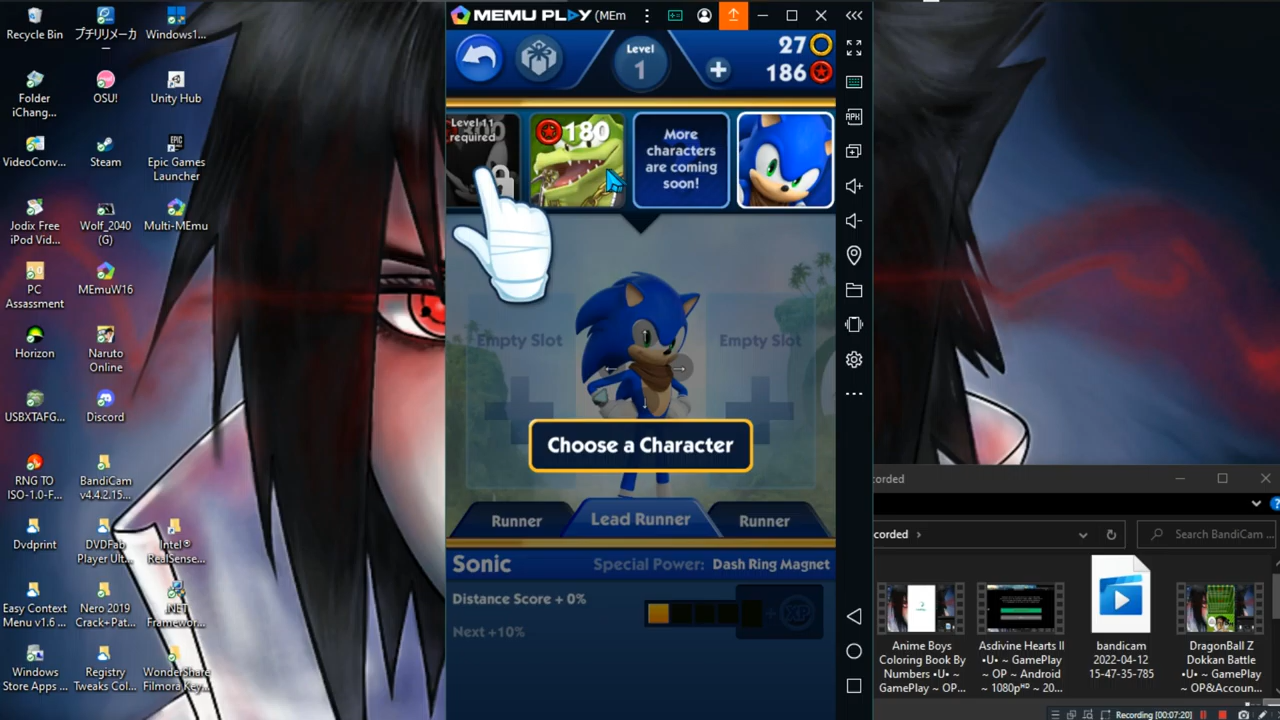 Recycle Bin
プチリリメーカー
Windows1...
Folder
iChang...
OSU!
Unity Hub
VideoConv...
Steam
Epic Games
Launcher
Jodix Free
iPod Vid...
Wolf_2040
(G)
Multi-MEmu
PC
Assassment
MEmuW16
Horizon
Naruto
Online
USBXTAFG...
Discord
RNG TO
ISO-1.0-F...
BandiCam
v4.4.2.15...
Dvdprint
DVDFab
Player Ult...
Intel®
RealSense...
Easy Context
Menu v1.6 ...
Nero 2019
Crack+Pat...
.NET
Framewor...
Windows
Store Apps ...
Registry
Tweaks Col...
WonderShare
Filmora Key...
MEMU PLAY (MEm
Level
1
27
186
Level 11
required
300
180
More
characters
are coming
soon!
Empty Slot
Empty Slot
Choose a Character
Runner
Lead Runner
Runner
Sonic
Special Power: Dash Ring Magnet
Distance Score + 0%
+ XP
Next +10%
APK
corded
corded
Search BandiCam ...
Anime Boys
Coloring Book By
Numbers •U• ~
GamePlay ~ OP...
Asdivine Hearts II
•U• ~ GamePlay
~ OP ~ Android
~ 1080pᴴᴰ ~ 20...
bandicam
2022-04-12
15-47-35-785
DragonBall Z
Dokkan Battle
•U• ~ GamePlay
~ OP&Accoun...
Recording [00:07:20]